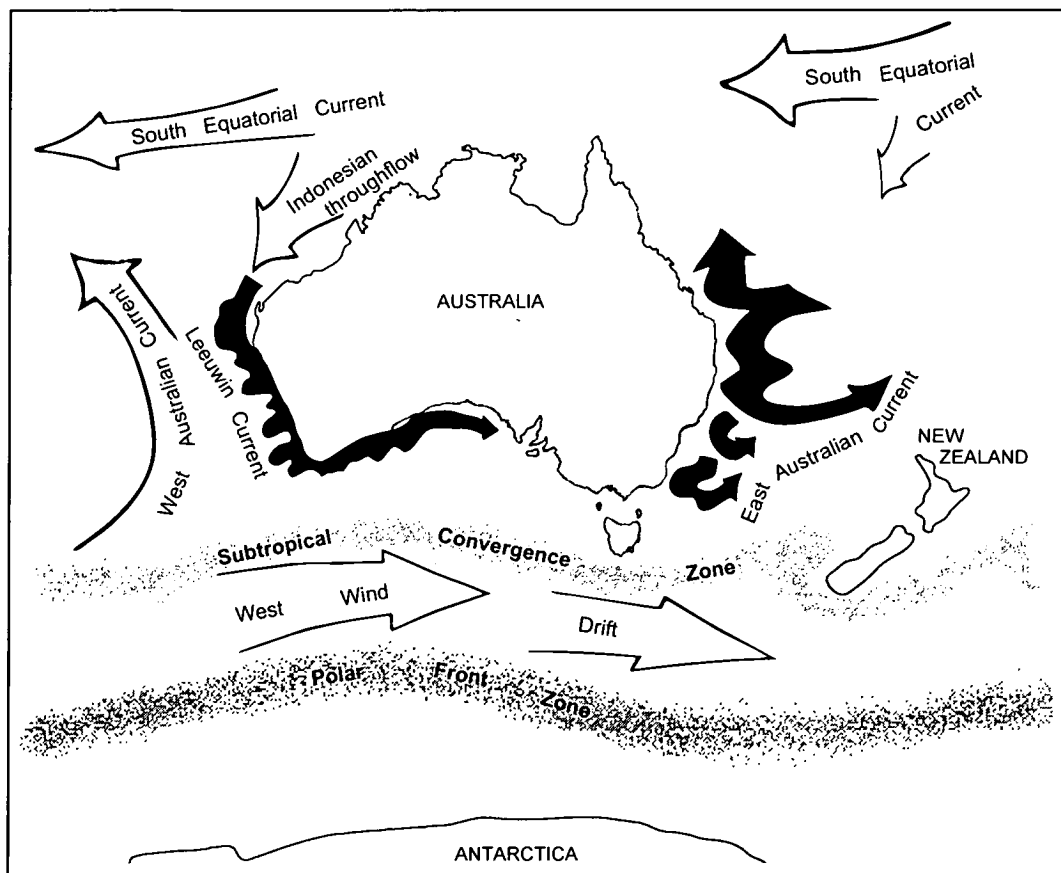 South Equatorial
Current
South Equatorial Current
Indonesian
throughflow
AUSTRALIA
West Australian Current
Leeuwin Current
East Australian Current
NEW
ZEALAND
Subtropical Convergence Zone
West Wind Drift
Polar Front Zone
ANTARCTICA